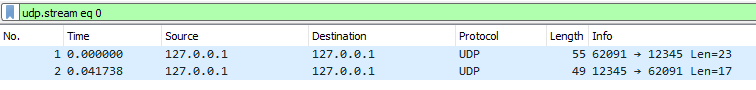 udp.stream eq 0
No. Time Source Destination Protocol Length Info
1 0.000000 127.0.0.1 127.0.0.1 UDP 55 62091 → 12345 Len=23
2 0.041738 127.0.0.1 127.0.0.1 UDP 49 12345 → 62091 Len=17